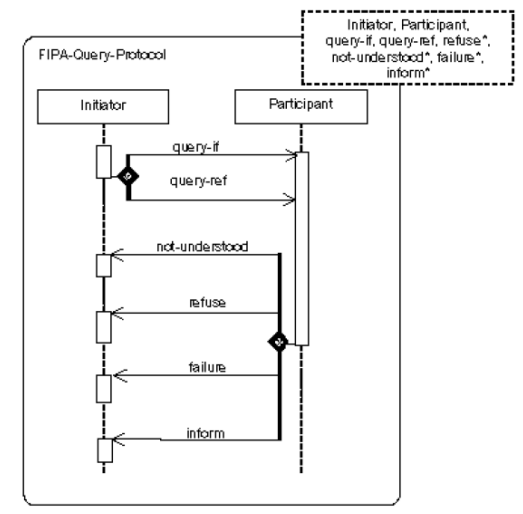 Initiator, Participant,
query-if, query-ref, refuse*,
not-understood*, failure*,
inform*
FIPA-Query-Protocol
Initiator
Participant
query-if
query-ref
not-understood
refuse
failure
inform